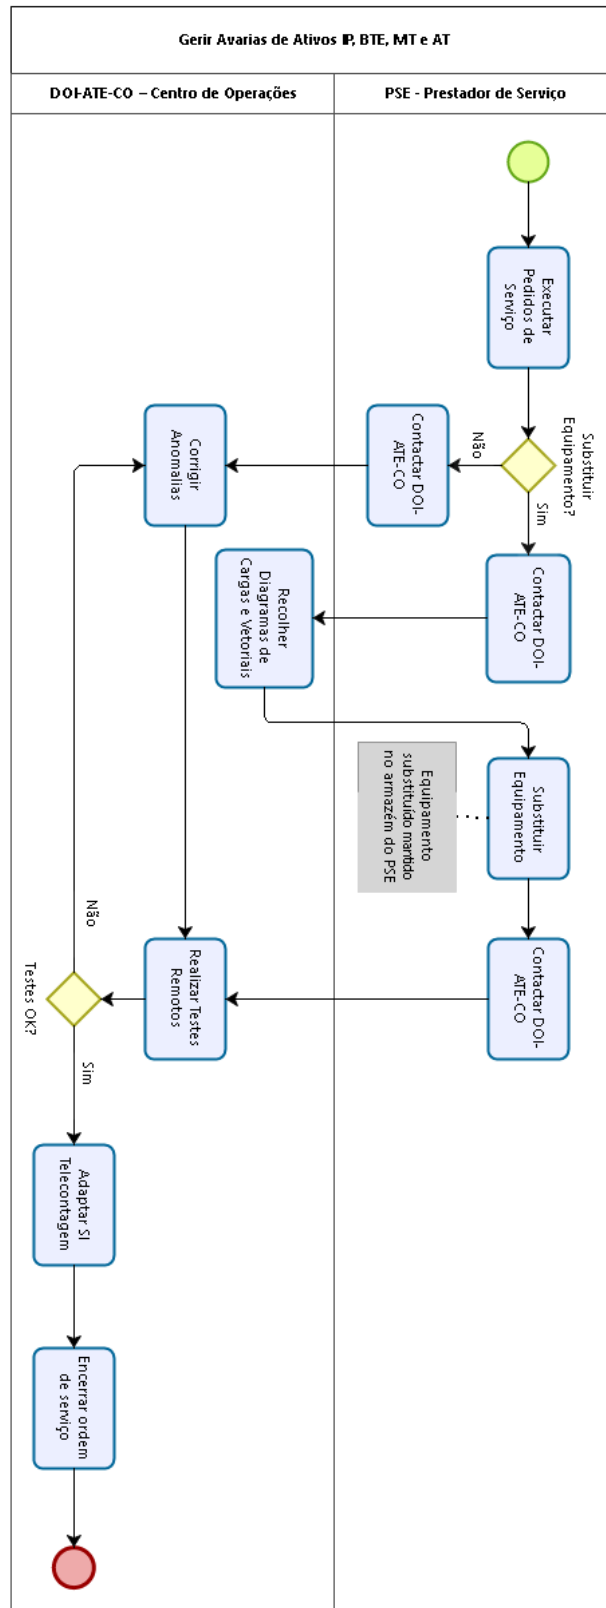 Gerir Avarias de Ativos IP, BTE, MT e AT
DOI-ATE-CO – Centro de Operações
PSE - Prestador de Serviço
Executar
Pedidos de
Serviço
Substituir
Equipamento?
Não
Sim
Contactar DOI-
ATE-CO
Corrigir
Anomalias
Contactar DOI-
ATE-CO
Recolher
Diagramas de
Cargas e Vetoriais
Substituir
Equipamento
Equipamento
substituído mantido
no armazém do PSE
Contactar DOI-
ATE-CO
Realizar Testes
Remotos
Testes OK?
Não
Sim
Adaptar SI
Telecontagem
Encerrar ordem
de serviço